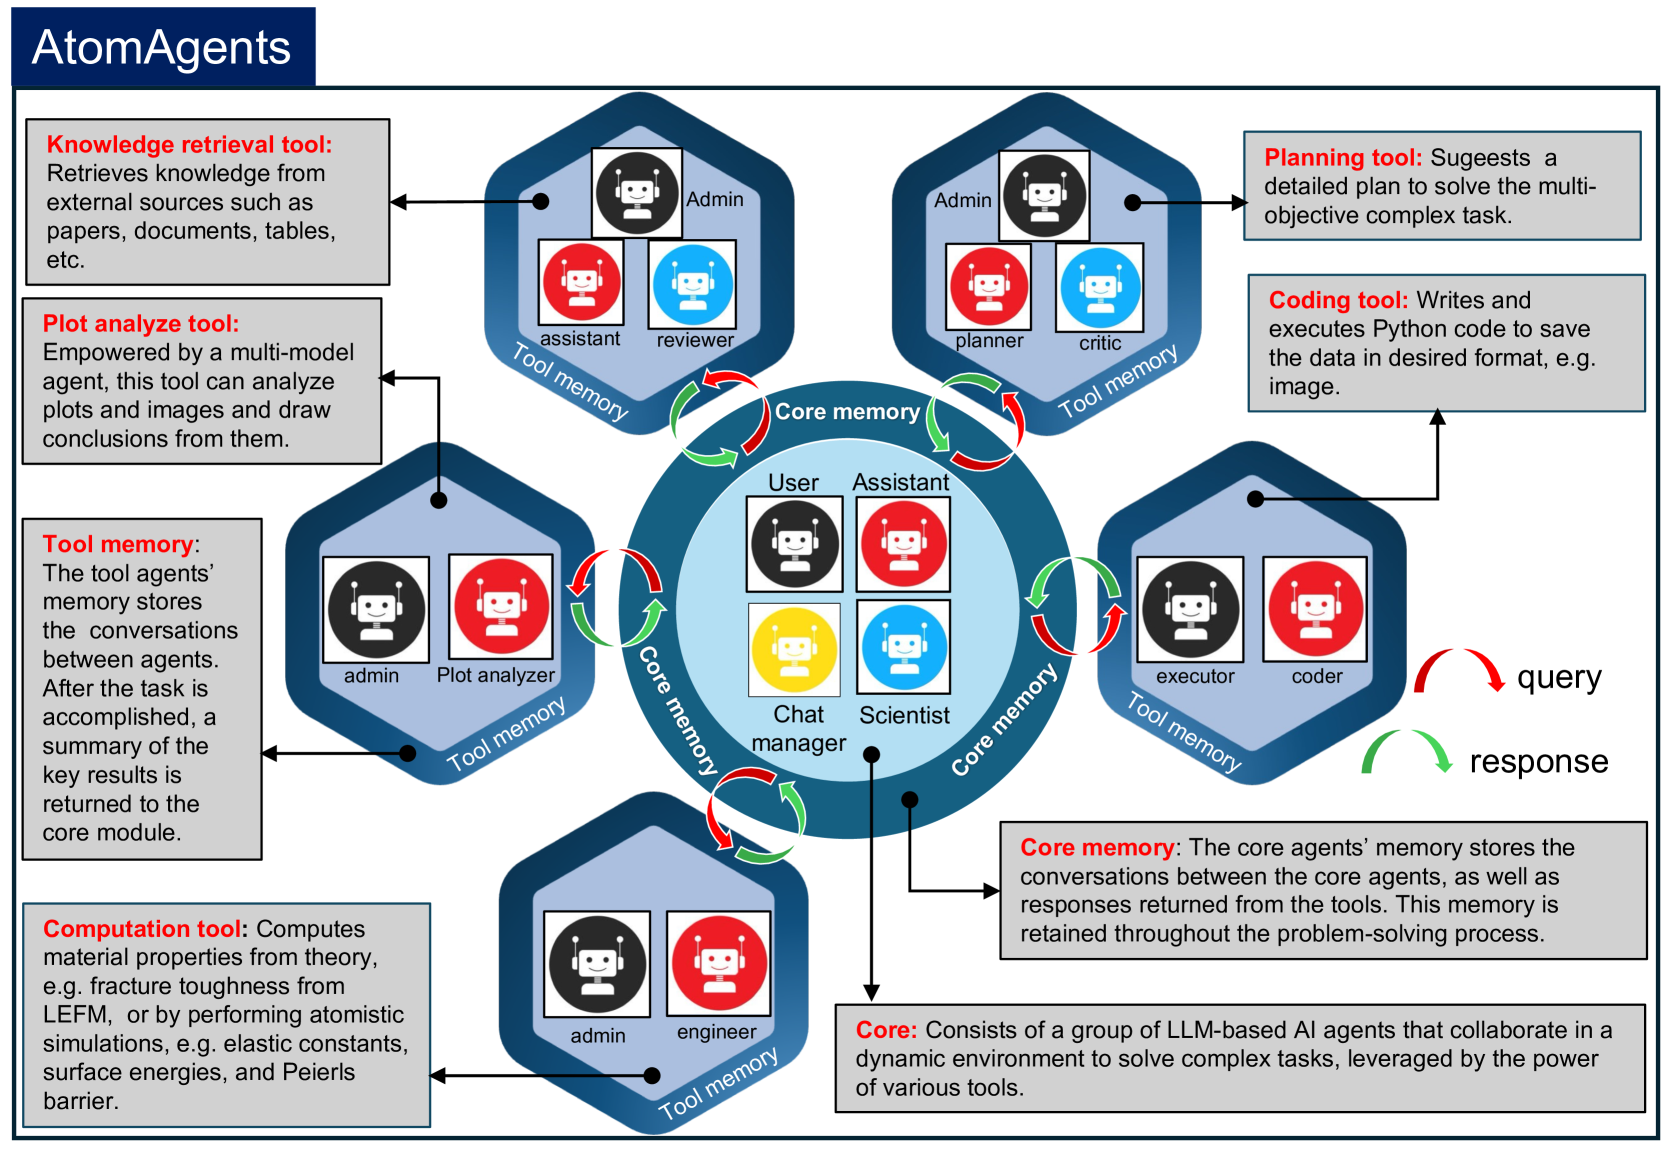 AtomAgents
Knowledge retrieval tool:
Retrieves knowledge from
external sources such as
papers, documents, tables,
etc.
Admin
assistant
reviewer
Tool memory
Admin
planner
critic
Tool memory
Planning tool: Sugeests a
detailed plan to solve the multi-
objective complex task.
Plot analyze tool:
Empowered by a multi-model
agent, this tool can analyze
plots and images and draw
conclusions from them.
Coding tool: Writes and
executes Python code to save
the data in desired format, e.g.
image.
Core memory
User
Assistant
Chat
manager
Scientist
Core memory
Core memory
Tool memory:
The tool agents’
memory stores
the conversations
between agents.
After the task is
accomplished, a
summary of the
key results is
returned to the
core module.
admin
Plot analyzer
Tool memory
executor
coder
Tool memory
query
response
Core memory: The core agents’ memory stores the
conversations between the core agents, as well as
responses returned from the tools. This memory is
retained throughout the problem-solving process.
Computation tool: Computes
material properties from theory,
e.g. fracture toughness from
LEFM, or by performing atomistic
simulations, e.g. elastic constants,
surface energies, and Peierls
barrier.
admin
engineer
Tool memory
Core: Consists of a group of LLM-based AI agents that collaborate in a
dynamic environment to solve complex tasks, leveraged by the power
of various tools.